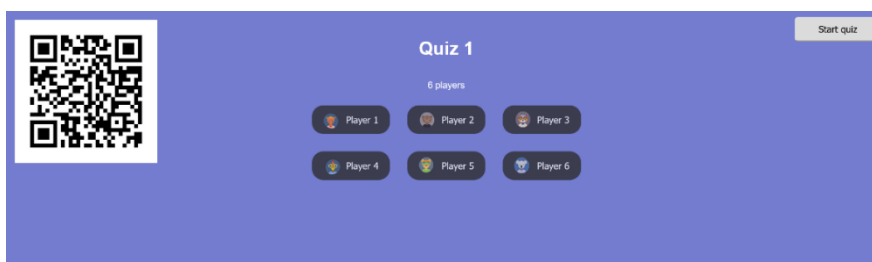 Start quiz
Quiz 1
6 players
Player 1
Player 2
Player 3
Player 4
Player 5
Player 6